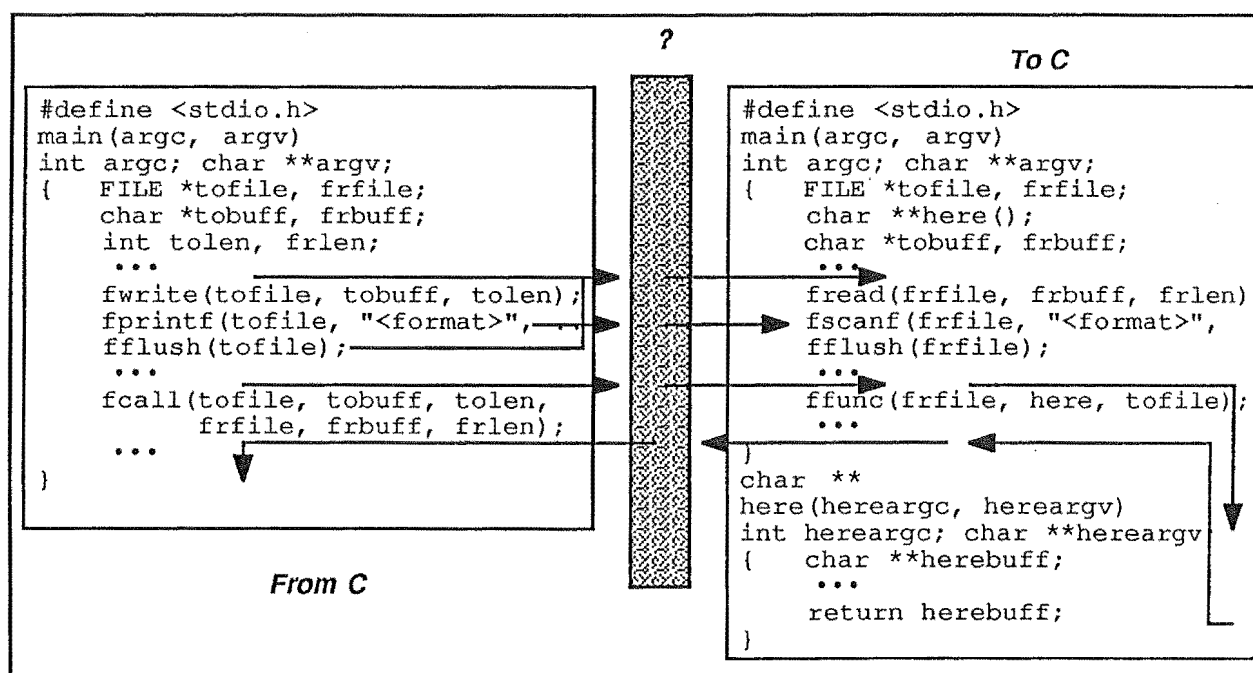 ?
To C
#define <stdio.h>
main(argc, argv)
int argc; char **argv;
{ FILE *tofile, frfile;
char *tobuff, frbuff;
int tolen, frlen;
•••
fwrite(tofile, tobuff, tolen);
fprintf(tofile, "<format>", ...
fflush(tofile);
•••
fcall(tofile, tobuff, tolen,
frfile, frbuff, frlen);
•••
}
From C
#define <stdio.h>
main(argc, argv)
int argc; char **argv;
{ FILE *tofile, frfile;
char **here();
char *tobuff, frbuff;
•••
fread(frfile, frbuff, frlen)
fscanf(frfile, "<format>",
fflush(frfile);
•••
ffunc(frfile, here, tofile);
•••
}
char **
here(hereargc, hereargv)
int hereargc; char **hereargv
{ char **herebuff;
•••
return herebuff;
}